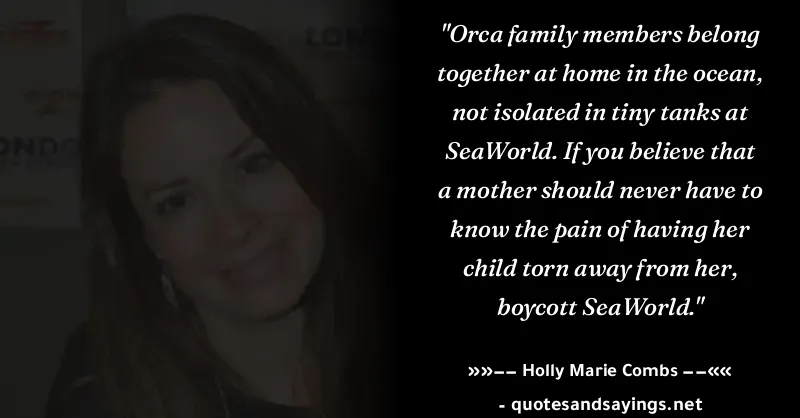 LONDON
"Orca family members belong
together at home in the ocean,
not isolated in tiny tanks at
SeaWorld. If you believe that
a mother should never have to
know the pain of having her
child torn away from her,
boycott SeaWorld."
»»–– Holly Marie Combs ––««
- quotesandsayings.net